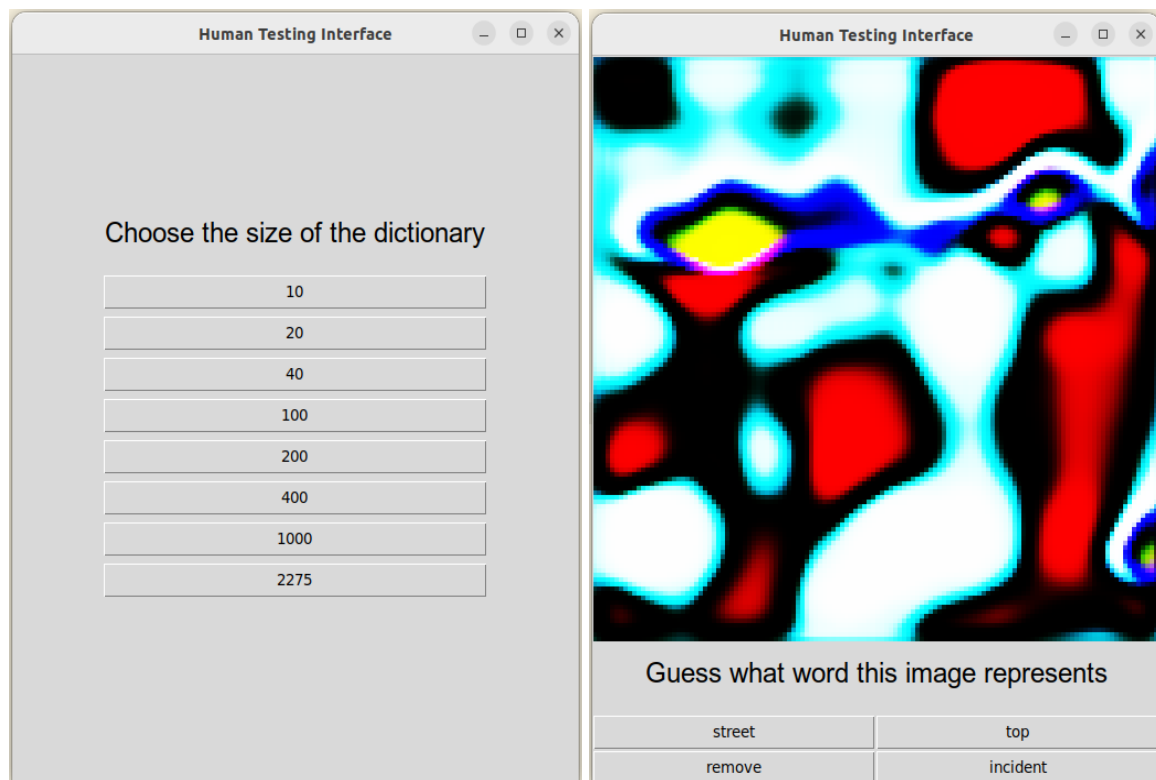 Human Testing Interface
Choose the size of the dictionary
10
20
40
100
200
400
1000
2275
Human Testing Interface
Guess what word this image represents
street top
remove incident